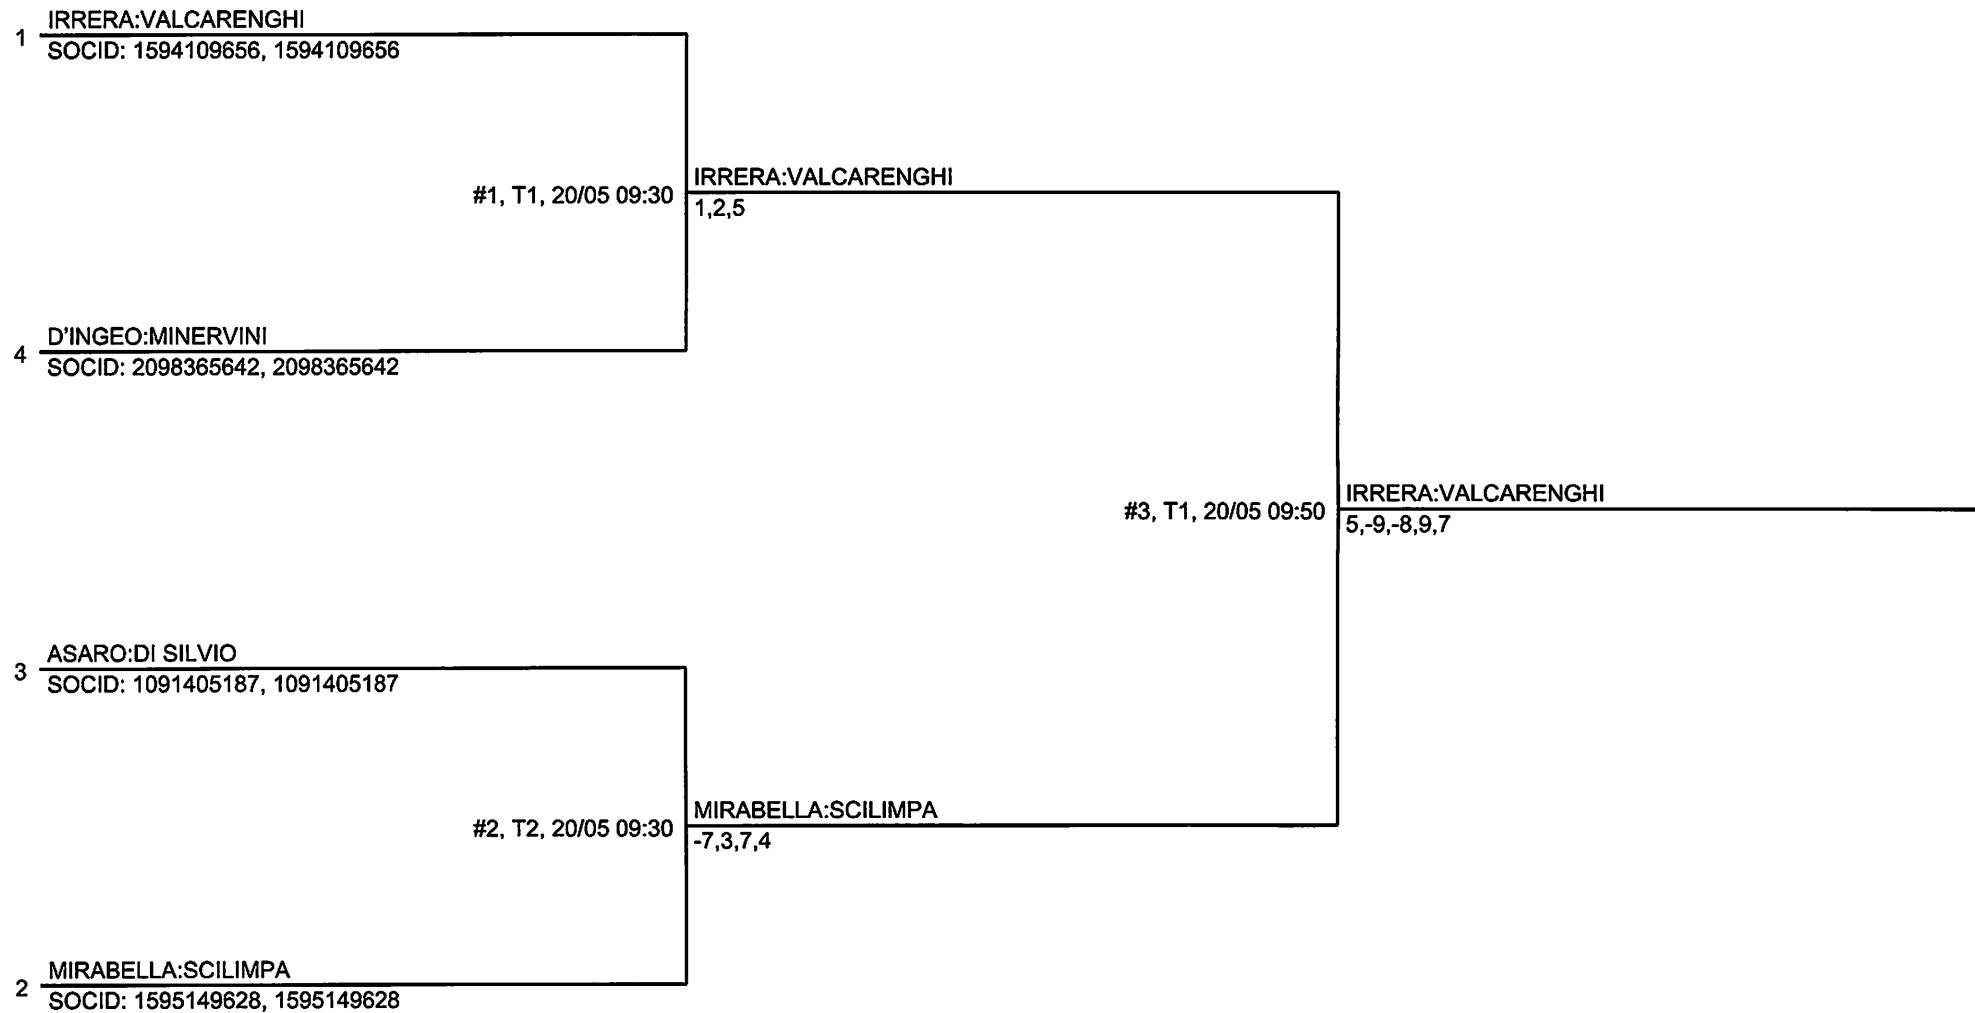 IRRERA:VALCARENGHI
1
SOCID: 1594109656, 1594109656
#1, T1, 20/05 09:30
IRRERA:VALCARENGHI
1,2,5
D'INGEO:MINERVINI
4
SOCID: 2098365642, 2098365642
#3, T1, 20/05 09:50
IRRERA:VALCARENGHI
5,-9,-8,9,7
ASARO:DI SILVIO
3
SOCID: 1091405187, 1091405187
#2, T2, 20/05 09:30
MIRABELLA:SCILIMPA
-7,3,7,4
MIRABELLA:SCILIMPA
2
SOCID: 1595149628, 1595149628